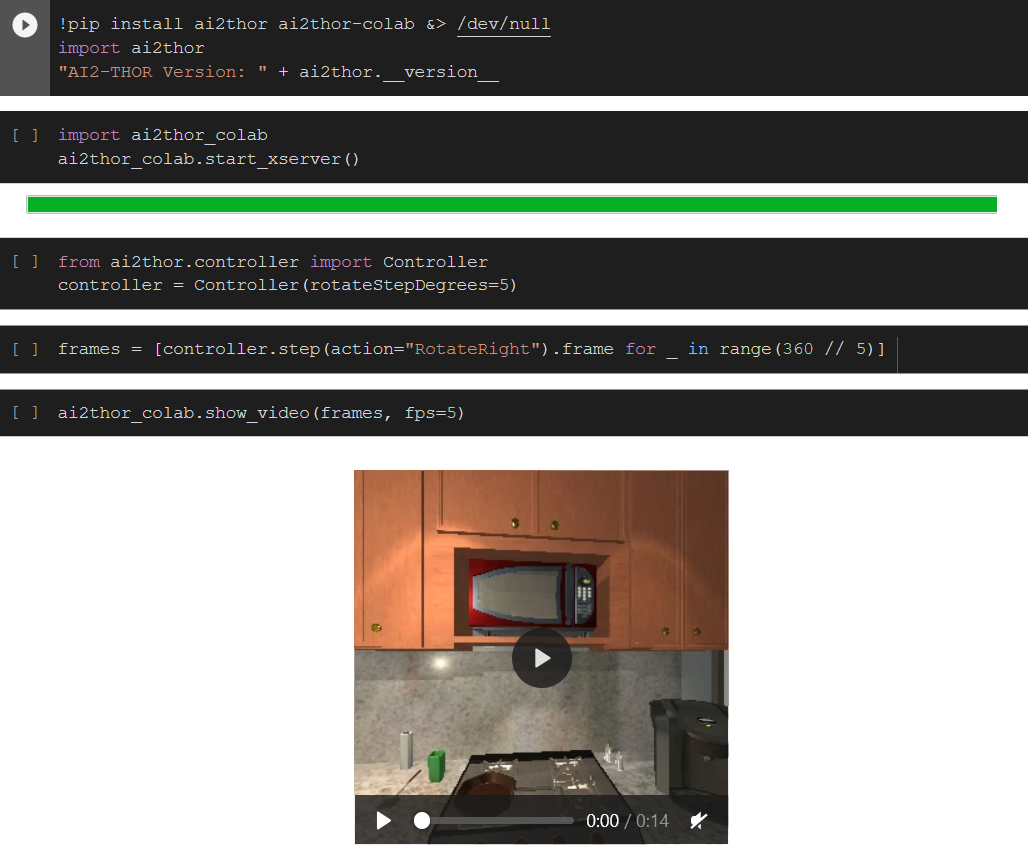 !pip install ai2thor ai2thor-colab &> /dev/null
import ai2thor
"AI2-THOR Version: " + ai2thor.__version__
[ ] import ai2thor_colab
ai2thor_colab.start_xserver()
[ ] from ai2thor.controller import Controller
controller = Controller(rotateStepDegrees=5)
[ ] frames = [controller.step(action="RotateRight").frame for _ in range(360 // 5)]
[ ] ai2thor_colab.show_video(frames, fps=5)
0:00 / 0:14